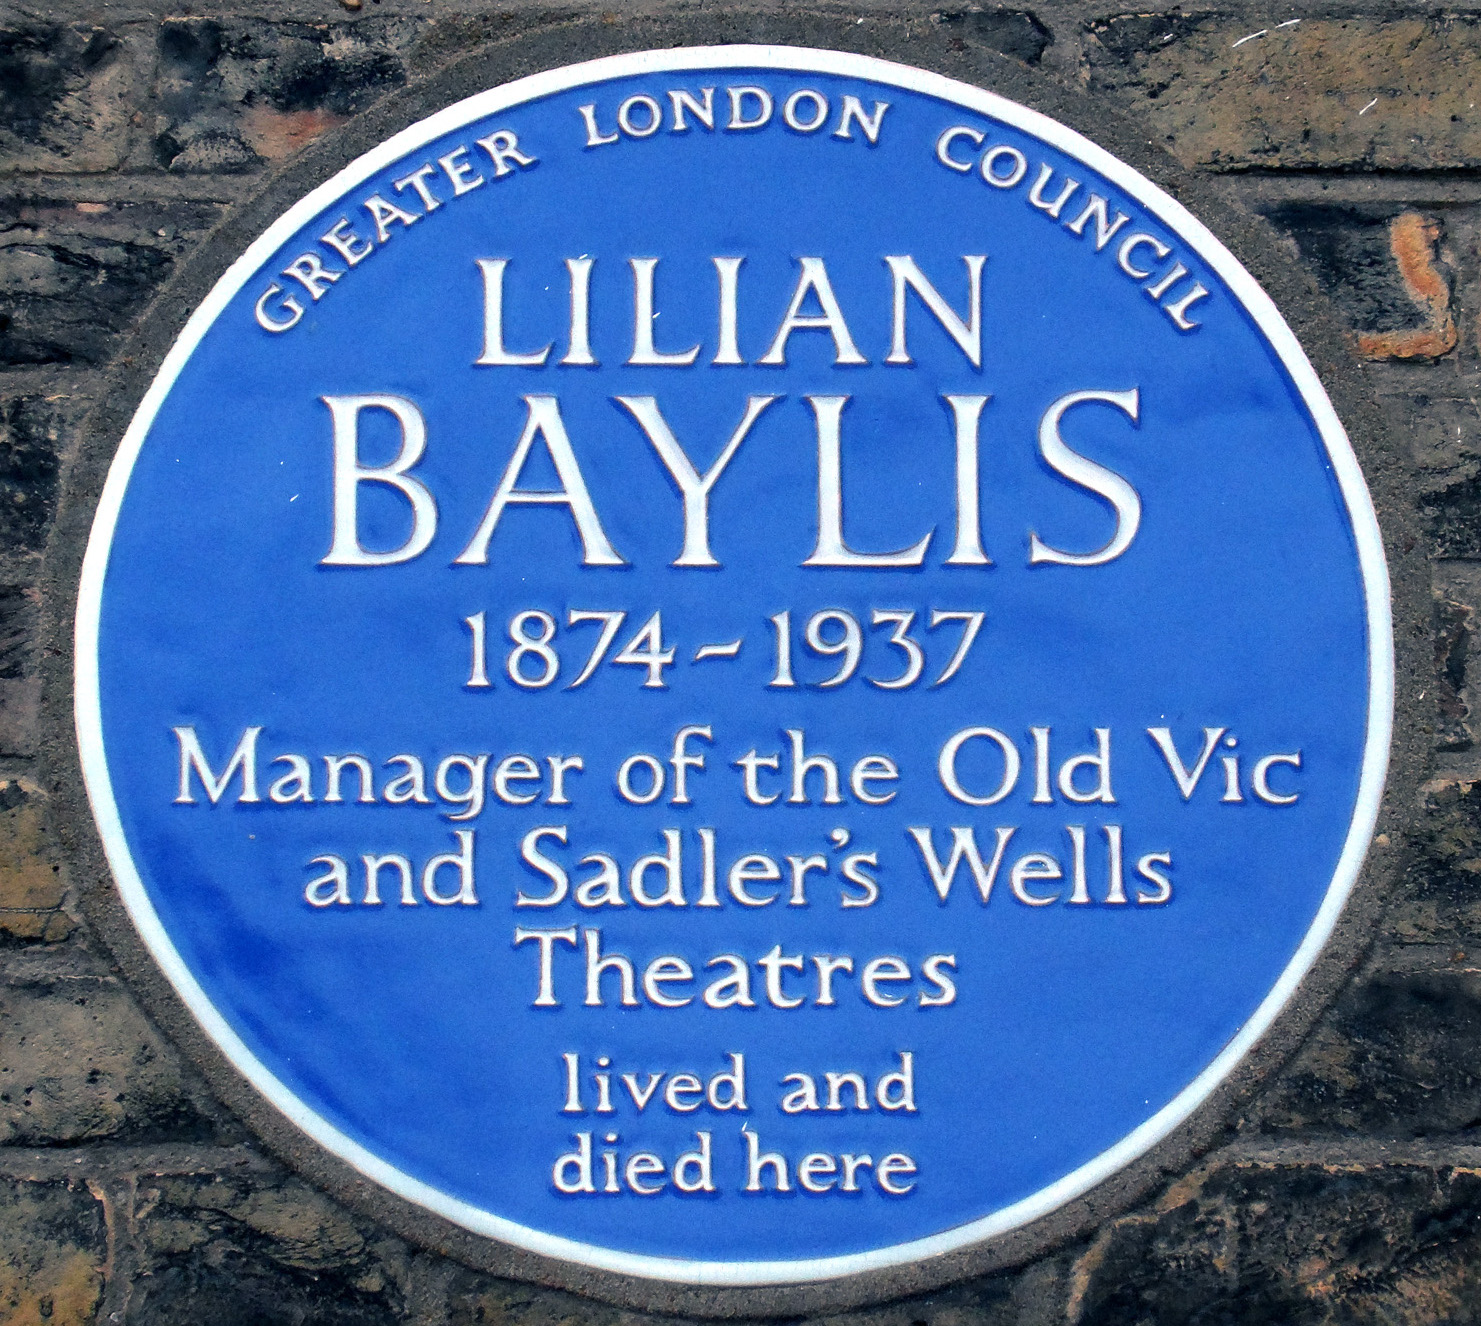 GREATER LONDON COUNCIL
LILIAN
BAYLIS
1874-1937
Manager of the Old Vic
and Sadler's Wells
Theatres
lived and
died here